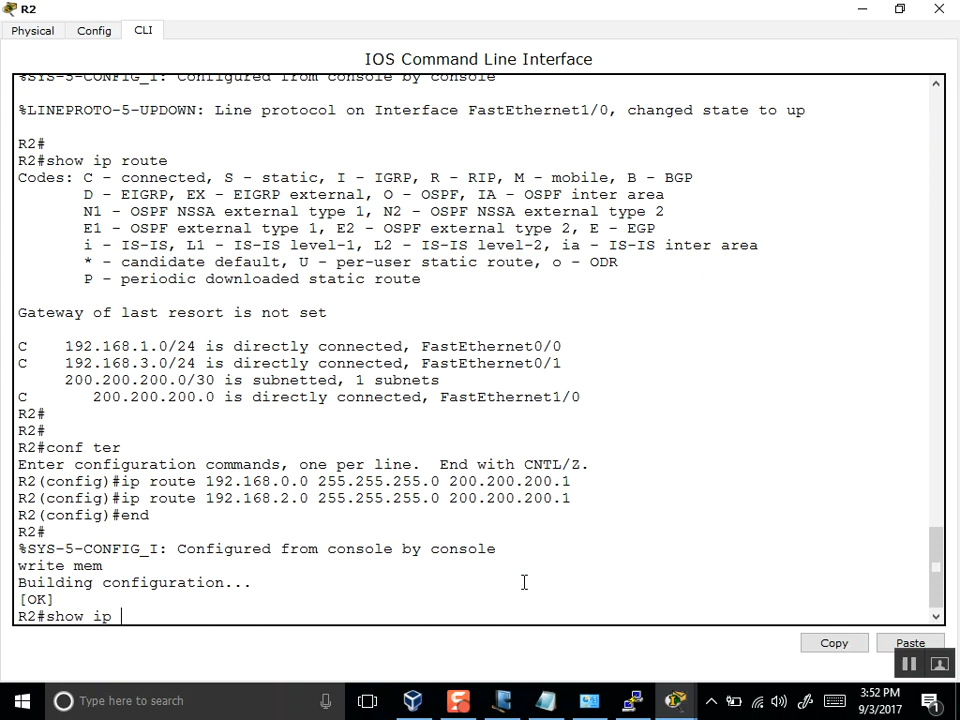 R2
Physical Config CLI
IOS Command Line Interface
%SYS-5-CONFIG_I: Configured from console by console
%LINEPROTO-5-UPDOWN: Line protocol on Interface FastEthernet1/0, changed state to up
R2#
R2#show ip route
Codes: C - connected, S - static, I - IGRP, R - RIP, M - mobile, B - BGP
D - EIGRP, EX - EIGRP external, O - OSPF, IA - OSPF inter area
N1 - OSPF NSSA external type 1, N2 - OSPF NSSA external type 2
E1 - OSPF external type 1, E2 - OSPF external type 2, E - EGP
i - IS-IS, L1 - IS-IS level-1, L2 - IS-IS level-2, ia - IS-IS inter area
* - candidate default, U - per-user static route, o - ODR
P - periodic downloaded static route
Gateway of last resort is not set
C 192.168.1.0/24 is directly connected, FastEthernet0/0
C 192.168.3.0/24 is directly connected, FastEthernet0/1
200.200.200.0/30 is subnetted, 1 subnets
C 200.200.200.0 is directly connected, FastEthernet1/0
R2#
R2#
R2#conf ter
Enter configuration commands, one per line. End with CNTL/Z.
R2(config)#ip route 192.168.0.0 255.255.255.0 200.200.200.1
R2(config)#ip route 192.168.2.0 255.255.255.0 200.200.200.1
R2(config)#end
R2#
%SYS-5-CONFIG_I: Configured from console by console
write mem
Building configuration...
[OK]
R2#show ip
Copy Paste
Type here to search
3:52 PM
9/3/2017
1